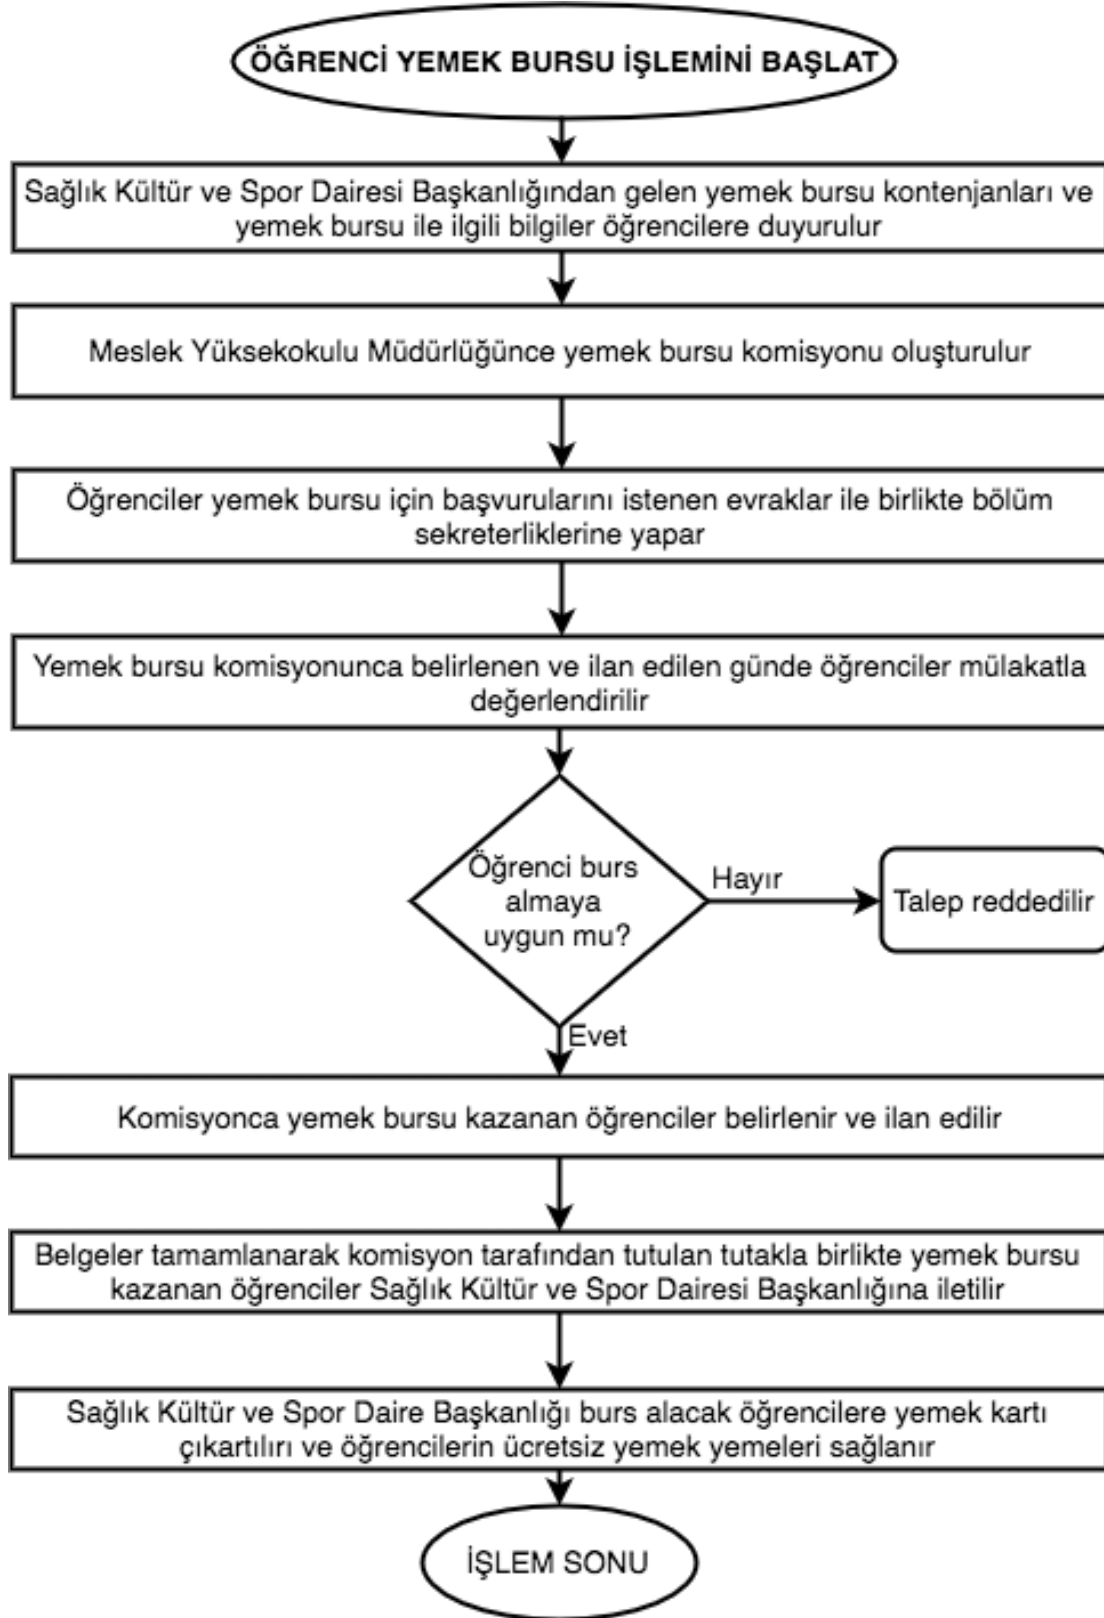 ÖĞRENCİ YEMEK BURSU İŞLEMİNİ BAŞLAT
Sağlık Kültür ve Spor Dairesi Başkanlığından gelen yemek bursu kontenjanları ve
yemek bursu ile ilgili bilgiler öğrencilere duyurulur
Meslek Yüksekokulu Müdürlüğünce yemek bursu komisyonu oluşturulur
Öğrenciler yemek bursu için başvurularını istenen evraklar ile birlikte bölüm
sekreterliklerine yapar
Yemek bursu komisyonunca belirlenen ve ilan edilen günde öğrenciler mülakatla
değerlendirilir
Öğrenci burs
almaya
uygun mu?
Hayır
Talep reddedilir
Evet
Komisyonca yemek bursu kazanan öğrenciler belirlenir ve ilan edilir
Belgeler tamamlanarak komisyon tarafından tutulan tutakla birlikte yemek bursu
kazanan öğrenciler Sağlık Kültür ve Spor Dairesi Başkanlığına iletilir
Sağlık Kültür ve Spor Daire Başkanlığı burs alacak öğrencilere yemek kartı
çıkartılırı ve öğrencilerin ücretsiz yemek yemeleri sağlanır
İŞLEM SONU